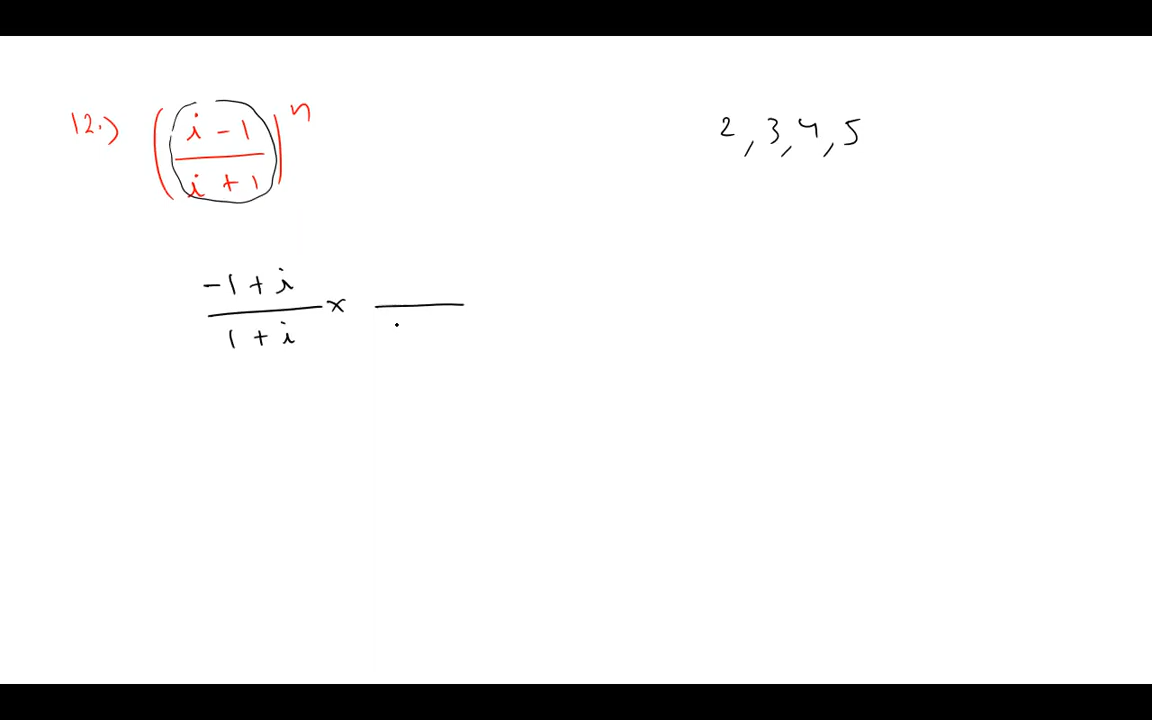 12.) ( (i - 1) / (i + 1) )^n
2, 3, 4, 5
(-1 + i) / (1 + i) ×